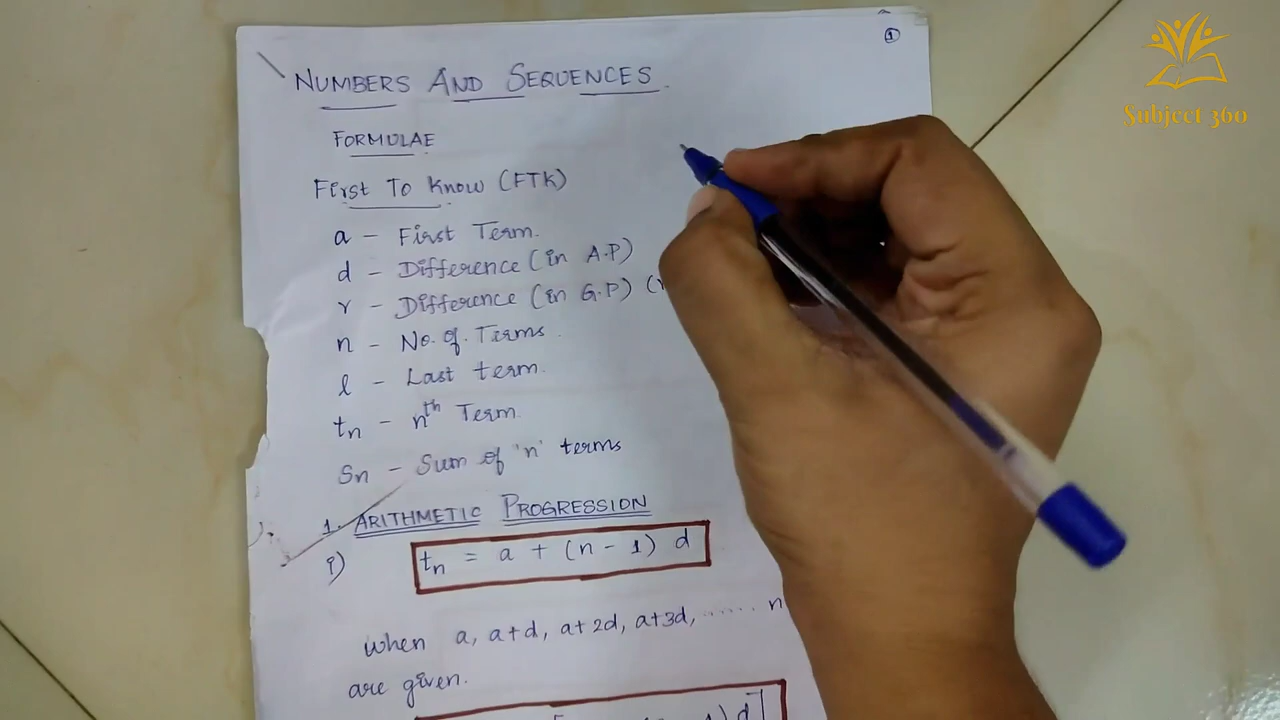 1
NUMBERS AND SEQUENCES.
FORMULAE
First To Know (FTK)
a - First Term.
d - Difference (in A.P)
r - Difference (in G.P) (
n - No. of. Terms.
l - Last term.
tn - nth Term.
Sn - Sum of 'n' terms
1. ARITHMETIC PROGRESSION
i) tn = a + (n - 1) d
when a, a+d, a+2d, a+3d, ...... n
are given.
Subject 360